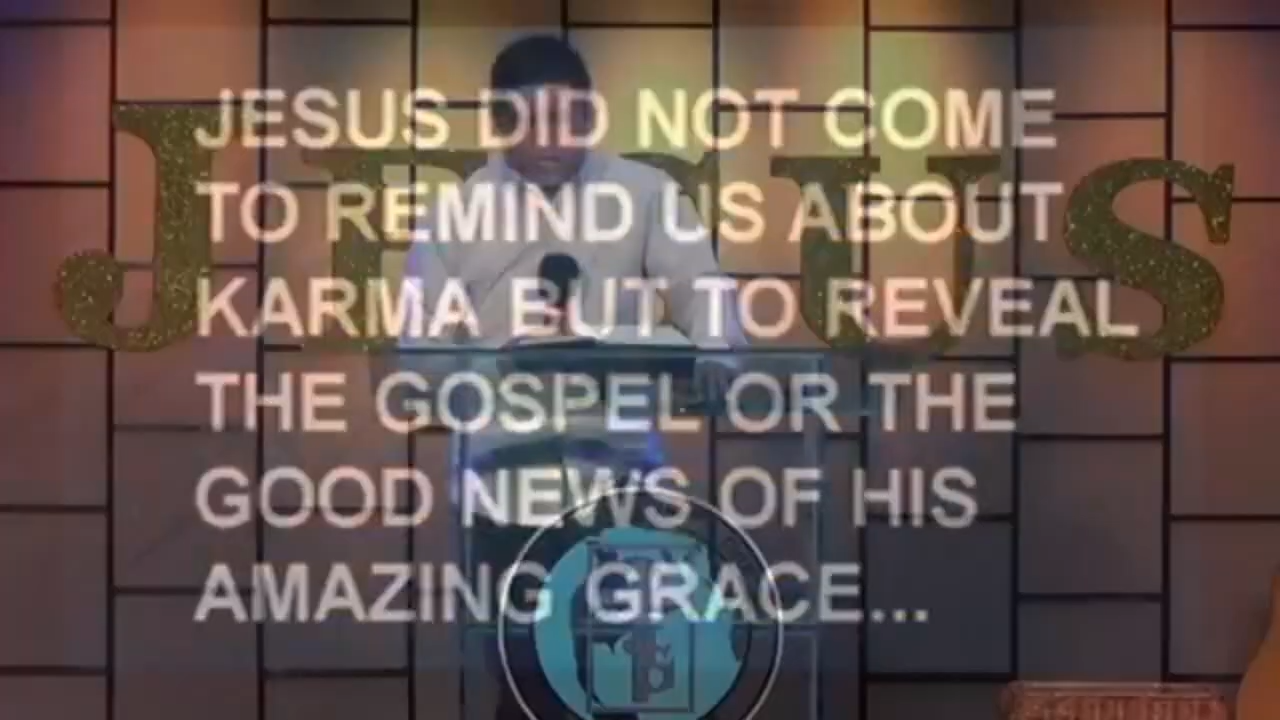 JESUS
JESUS DID NOT COME
TO REMIND US ABOUT
KARMA BUT TO REVEAL
THE GOSPEL OR THE
GOOD NEWS OF HIS
AMAZING GRACE...